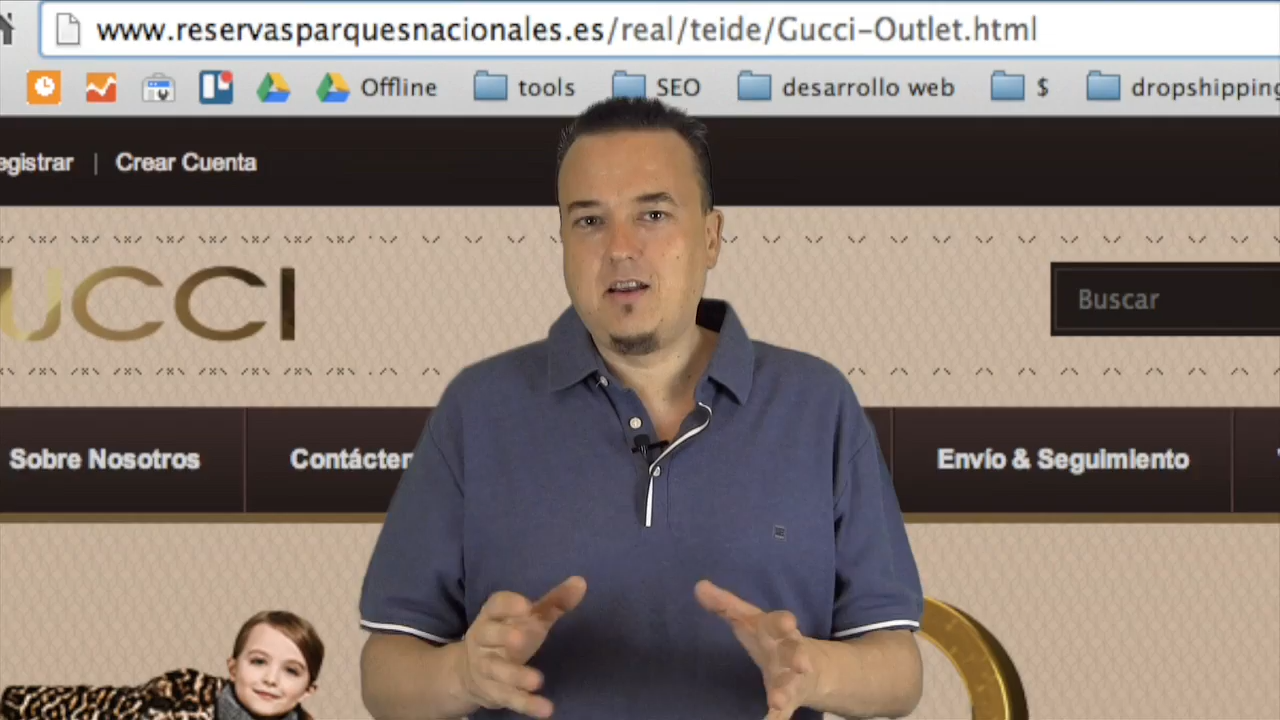 www.reservasparquesnacionales.es/real/teide/Gucci-Outlet.html
Offline tools SEO desarrollo web $ dropshipping
egistrar | Crear Cuenta
UCCI
Buscar
Sobre Nosotros Contácten Envío & Seguimiento